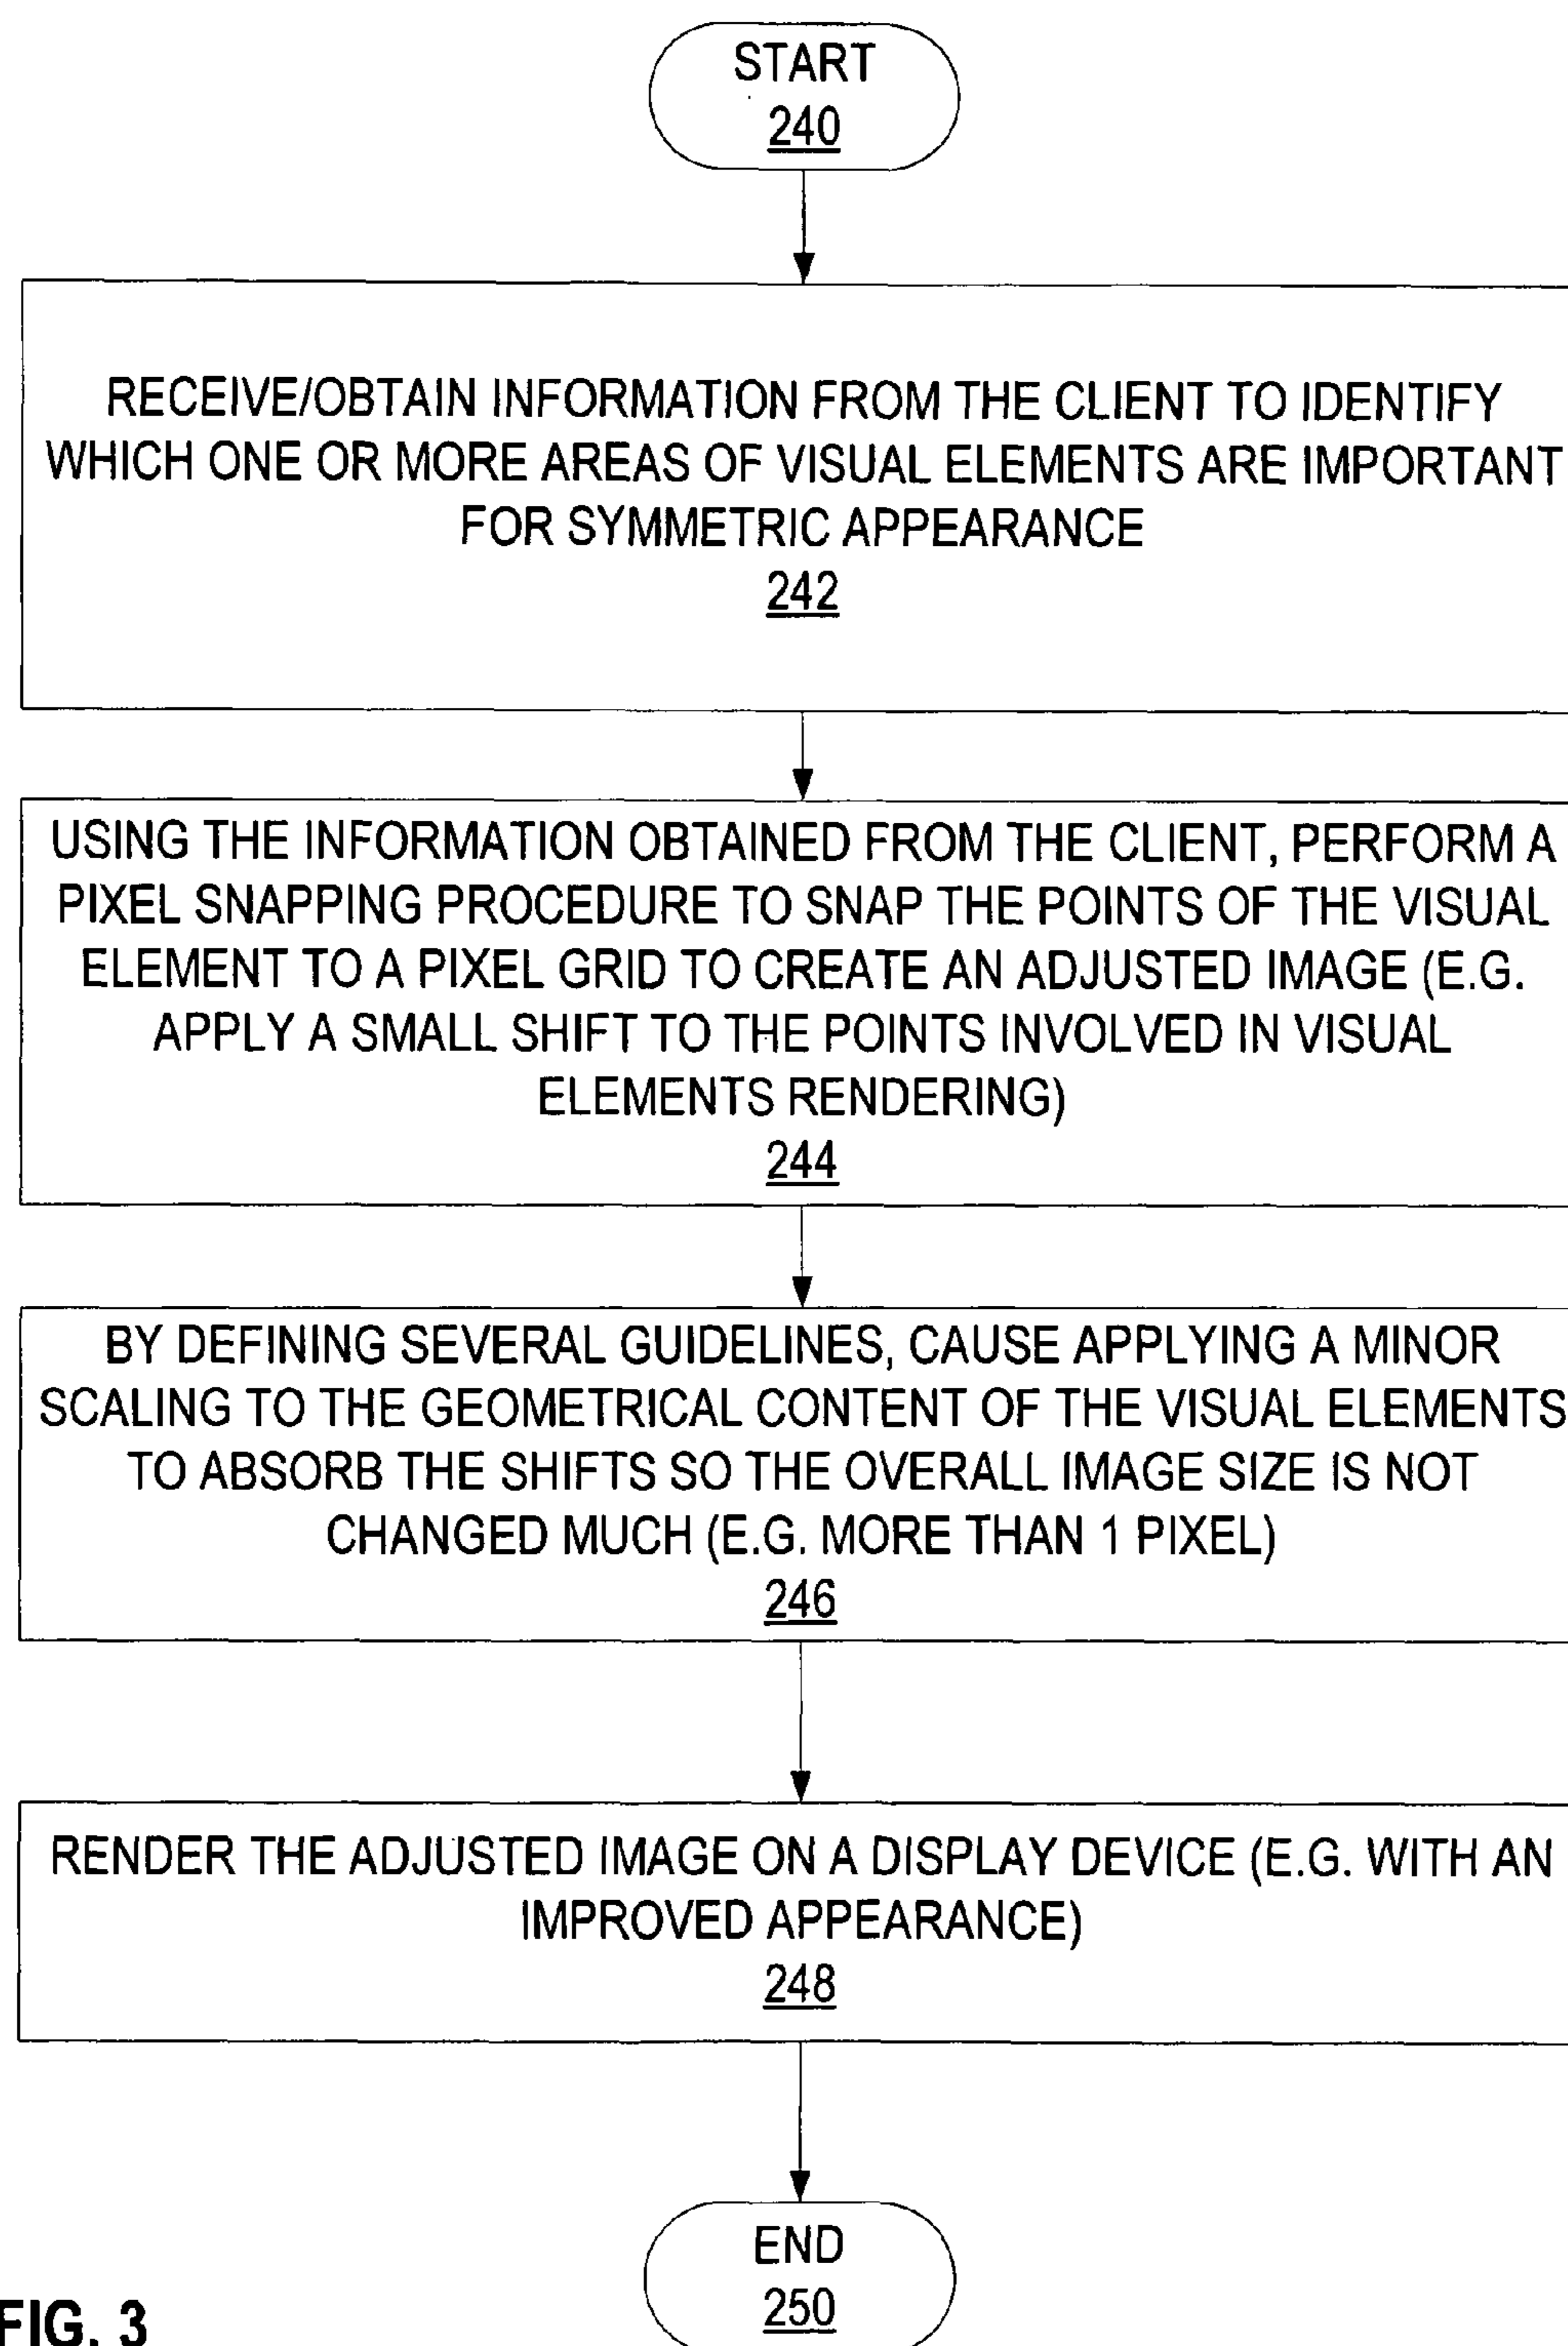 START
240
RECEIVE/OBTAIN INFORMATION FROM THE CLIENT TO IDENTIFY
WHICH ONE OR MORE AREAS OF VISUAL ELEMENTS ARE IMPORTANT
FOR SYMMETRIC APPEARANCE
242
USING THE INFORMATION OBTAINED FROM THE CLIENT, PERFORM A
PIXEL SNAPPING PROCEDURE TO SNAP THE POINTS OF THE VISUAL
ELEMENT TO A PIXEL GRID TO CREATE AN ADJUSTED IMAGE (E.G.
APPLY A SMALL SHIFT TO THE POINTS INVOLVED IN VISUAL
ELEMENTS RENDERING)
244
BY DEFINING SEVERAL GUIDELINES, CAUSE APPLYING A MINOR
SCALING TO THE GEOMETRICAL CONTENT OF THE VISUAL ELEMENTS
TO ABSORB THE SHIFTS SO THE OVERALL IMAGE SIZE IS NOT
CHANGED MUCH (E.G. MORE THAN 1 PIXEL)
246
RENDER THE ADJUSTED IMAGE ON A DISPLAY DEVICE (E.G. WITH AN
IMPROVED APPEARANCE)
248
END
250
FIG. 3